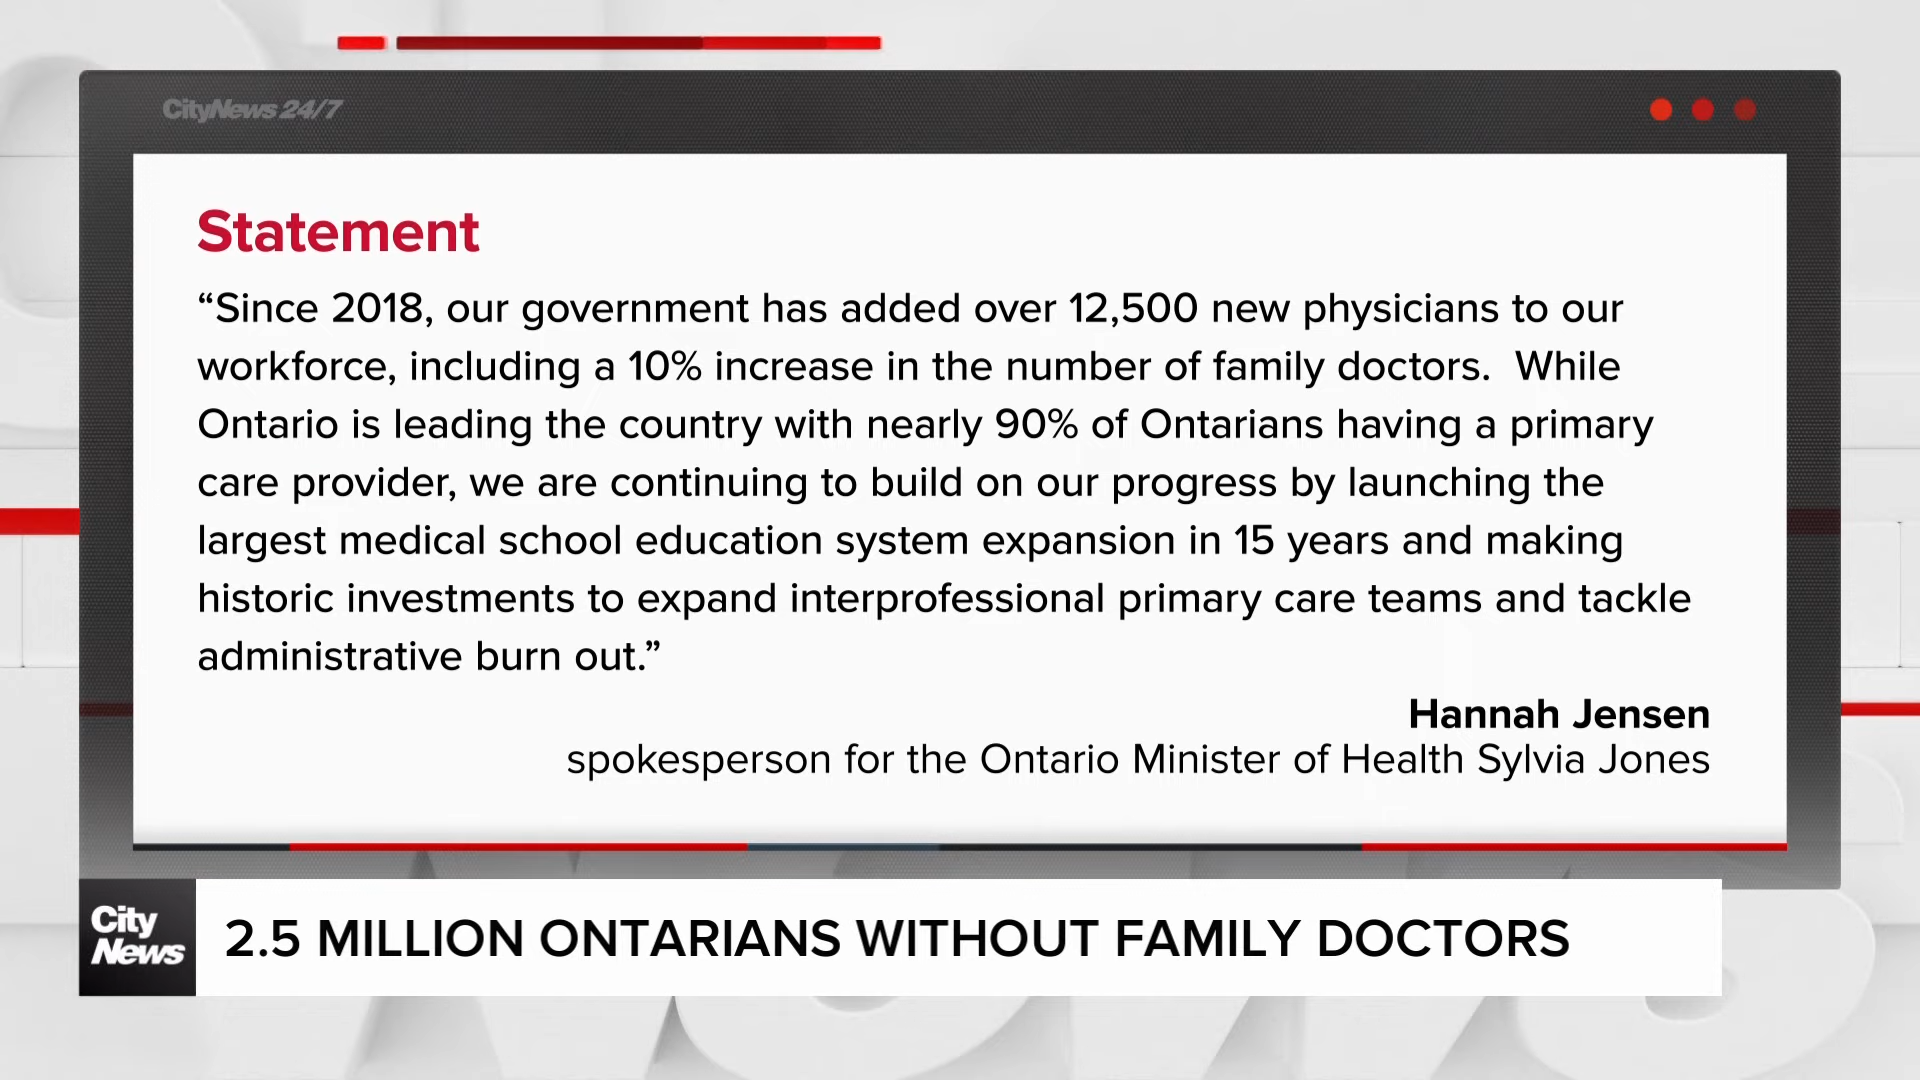 CityNews 24/7
Statement
“Since 2018, our government has added over 12,500 new physicians to our
workforce, including a 10% increase in the number of family doctors.  While
Ontario is leading the country with nearly 90% of Ontarians having a primary
care provider, we are continuing to build on our progress by launching the
largest medical school education system expansion in 15 years and making
historic investments to expand interprofessional primary care teams and tackle
administrative burn out.”
Hannah Jensen
spokesperson for the Ontario Minister of Health Sylvia Jones
City
News
2.5 MILLION ONTARIANS WITHOUT FAMILY DOCTORS